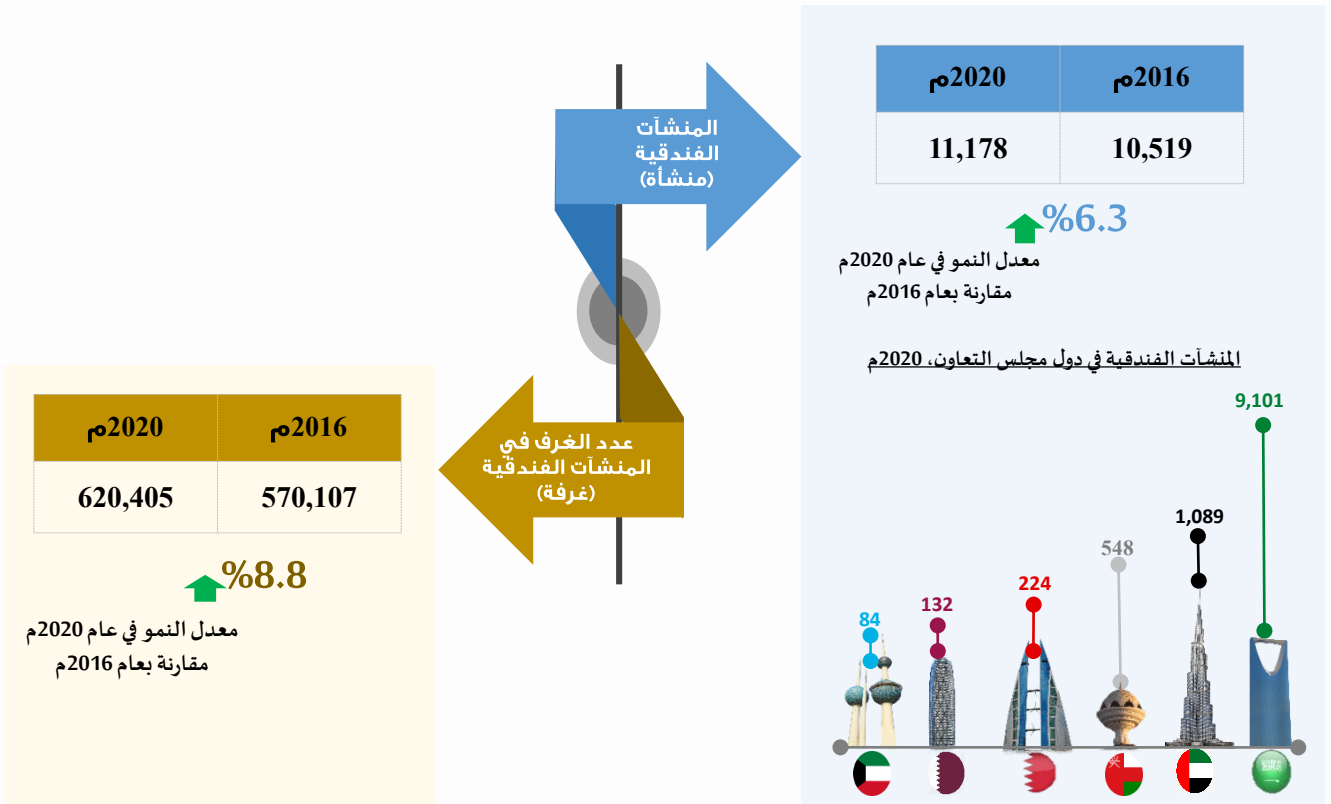 2016م 2020م
10,519 11,178
%6.3
معدل النمو في عام 2020م
مقارنة بعام 2016م
المنشآت
الفندقية
(منشأة)
المنشآت الفندقية في دول مجلس التعاون، 2020م
9,101
1,089
548
224
132
84
عدد الغرف في
المنشآت الفندقية
(غرفة)
2016م 2020م
570,107 620,405
%8.8
معدل النمو في عام 2020م
مقارنة بعام 2016م